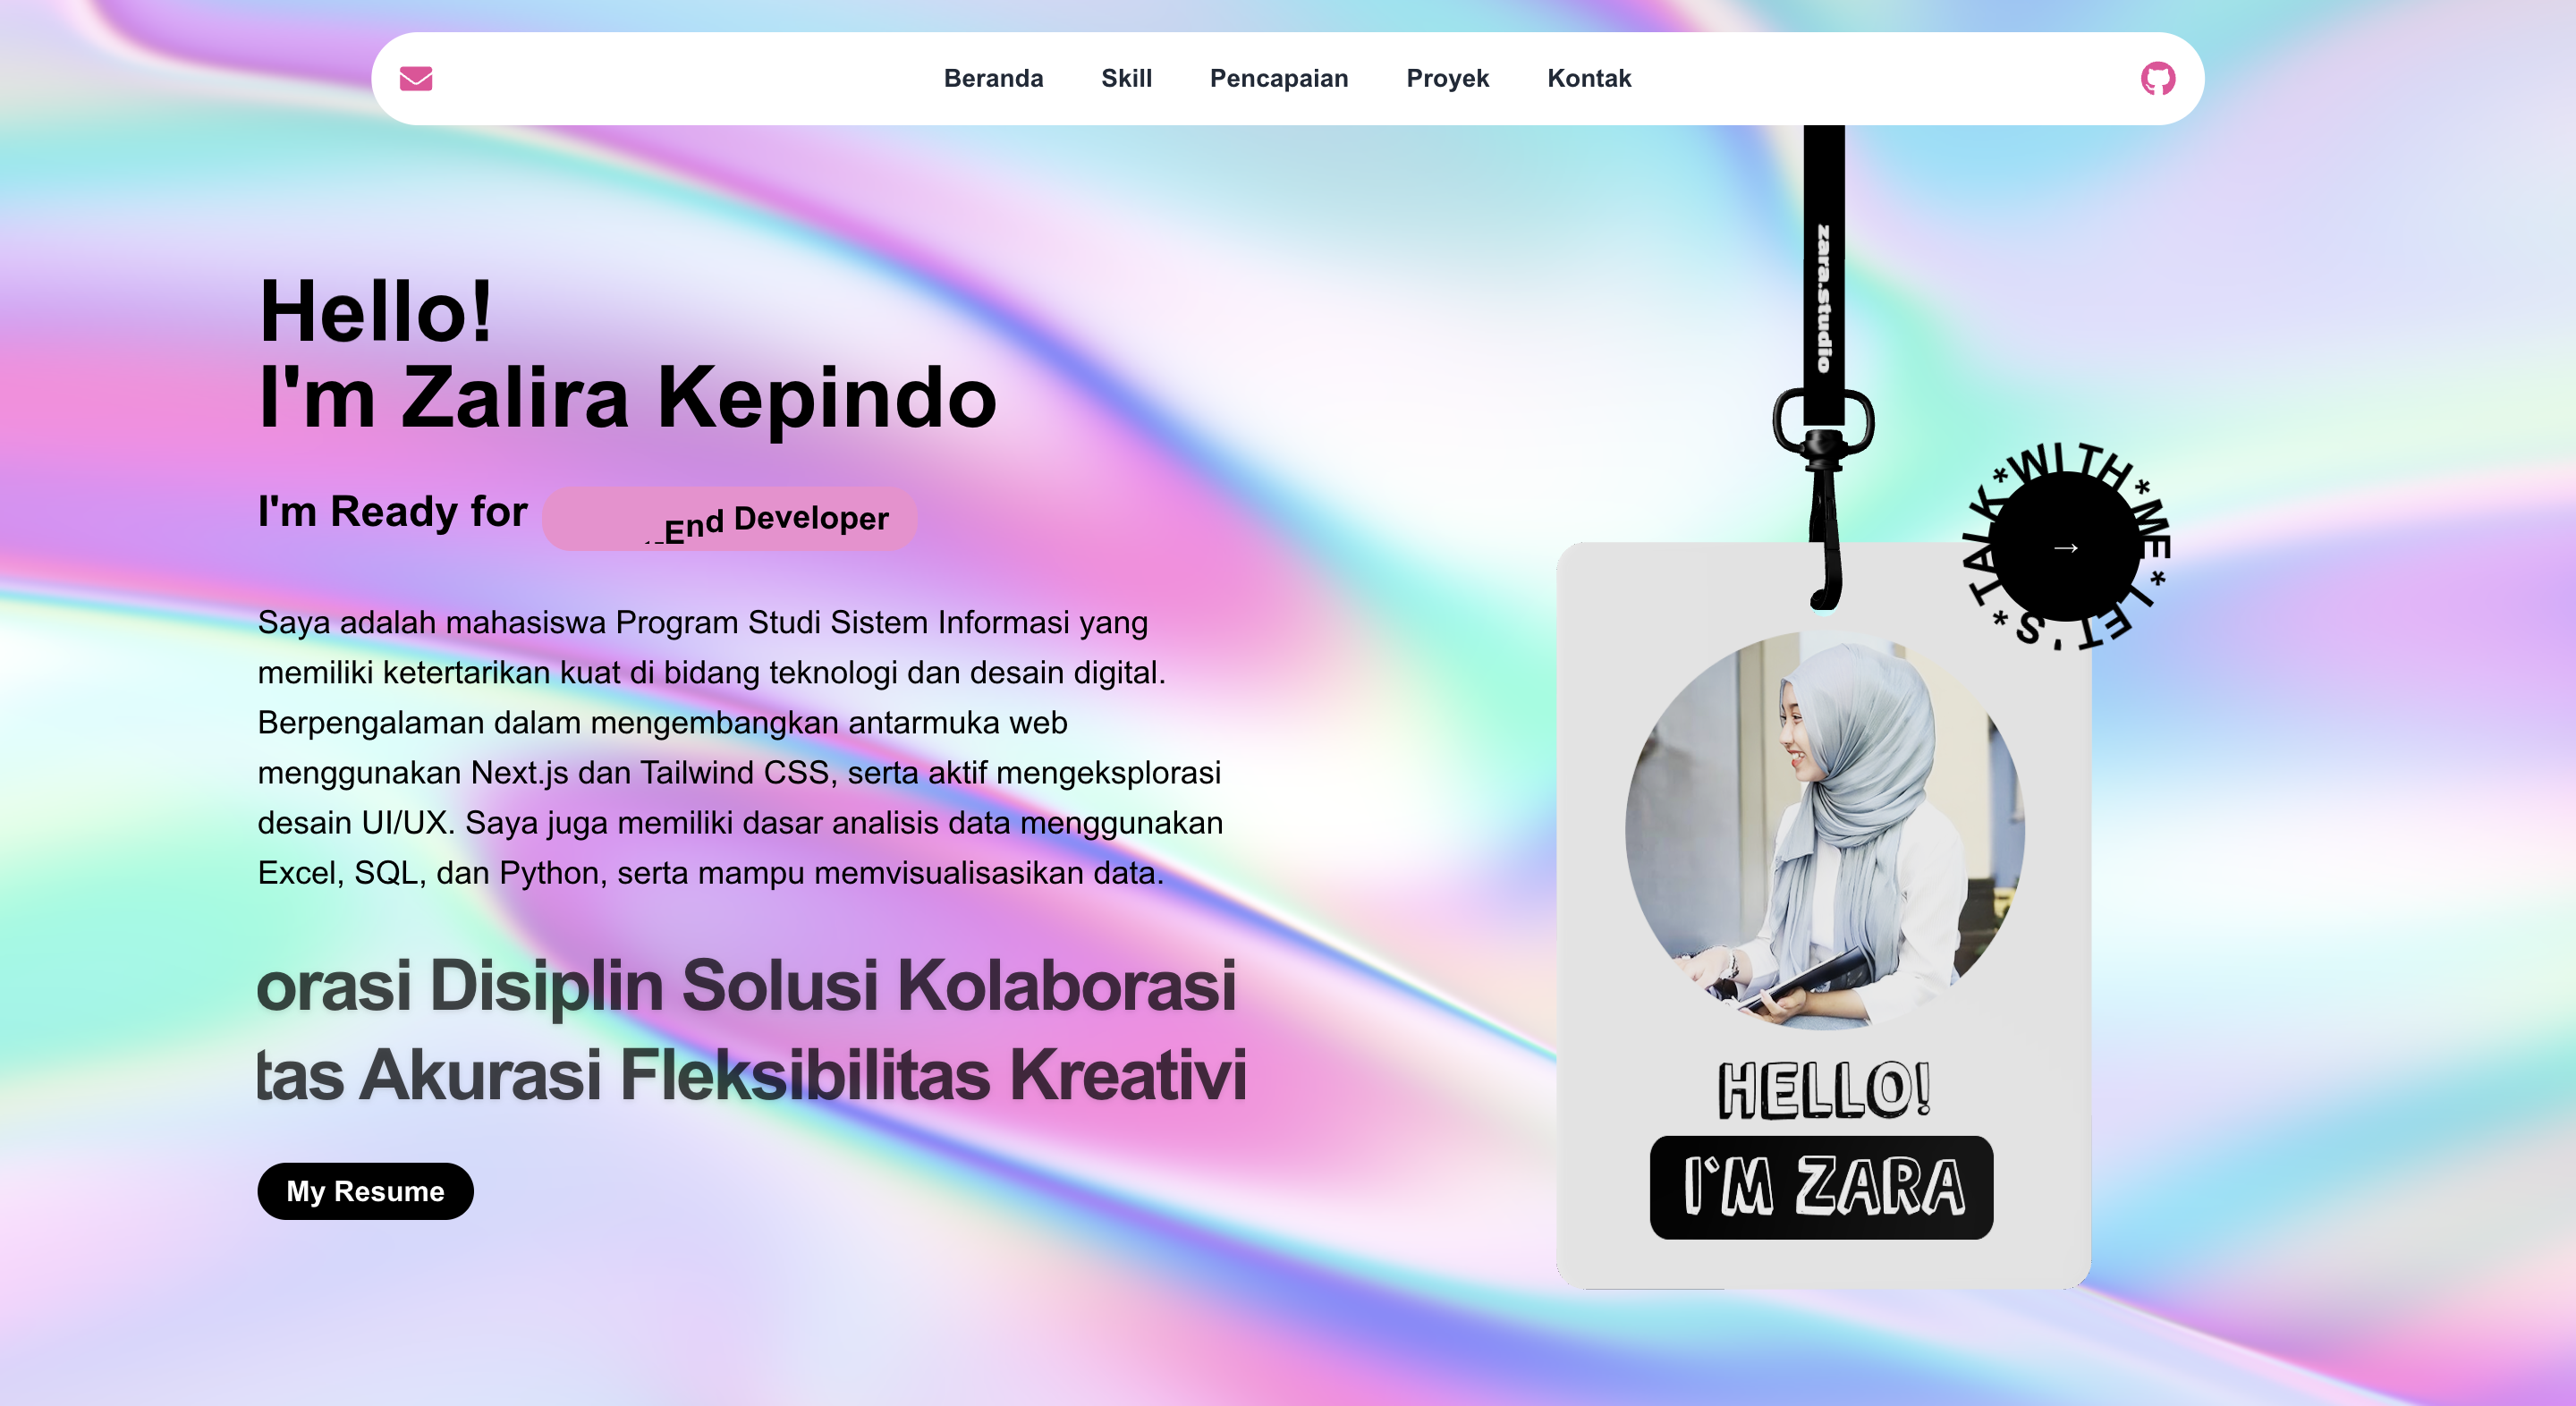 Beranda Skill Pencapaian Proyek Kontak
zara.studio
Hello!
I'm Zalira Kepindo
I'm Ready for
End Developer
LET'S*TALK*WITH*ME*
→
Saya adalah mahasiswa Program Studi Sistem Informasi yang
memiliki ketertarikan kuat di bidang teknologi dan desain digital.
Berpengalaman dalam mengembangkan antarmuka web
menggunakan Next.js dan Tailwind CSS, serta aktif mengeksplorasi
desain UI/UX. Saya juga memiliki dasar analisis data menggunakan
Excel, SQL, dan Python, serta mampu memvisualisasikan data.
orasi Disiplin Solusi Kolaborasi
tas Akurasi Fleksibilitas Kreativi
My Resume
HELLO!
I'M ZARA